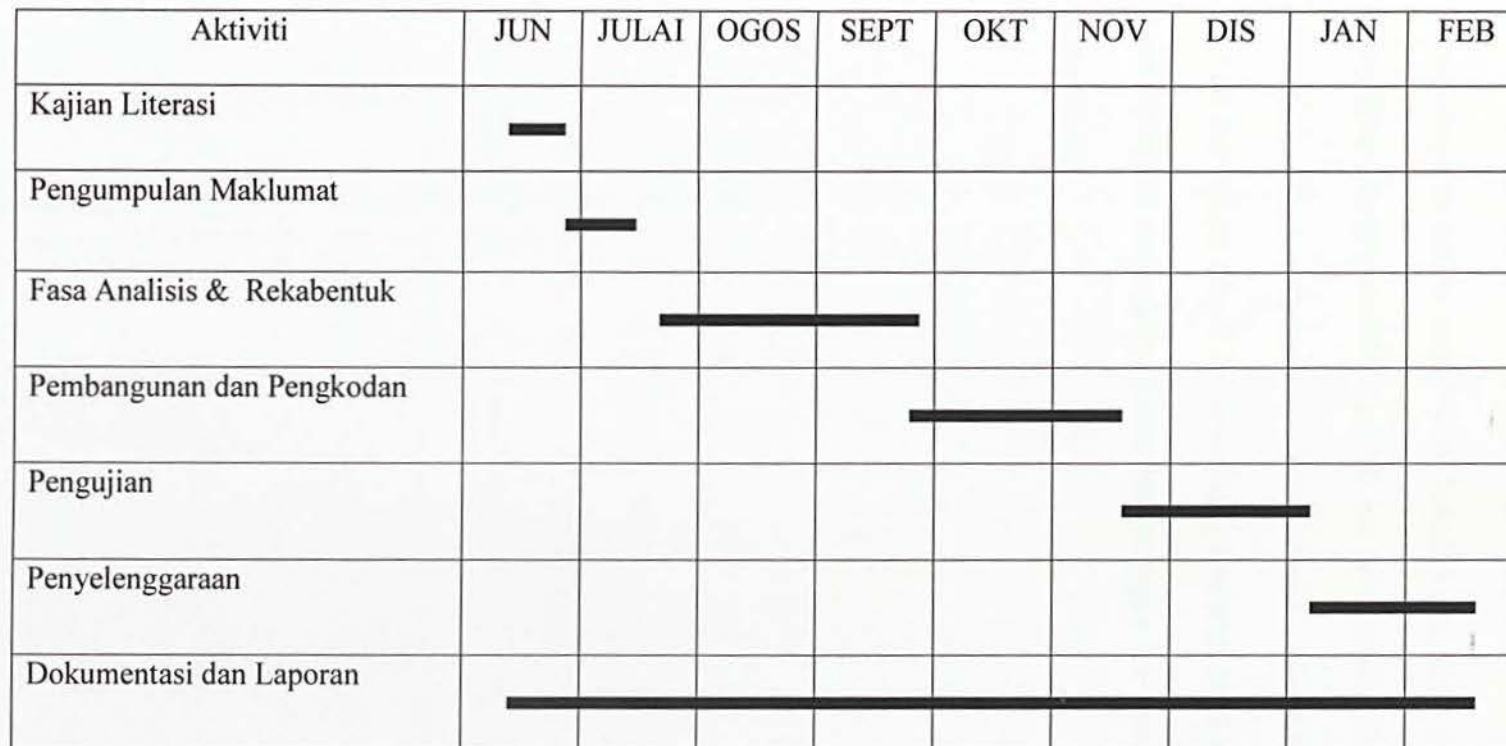 Aktiviti JUN JULAI OGOS SEPT OKT NOV DIS JAN FEB
Kajian Literasi
Pengumpulan Maklumat
Fasa Analisis & Rekabentuk
Pembangunan dan Pengkodan
Pengujian
Penyelenggaraan
Dokumentasi dan Laporan